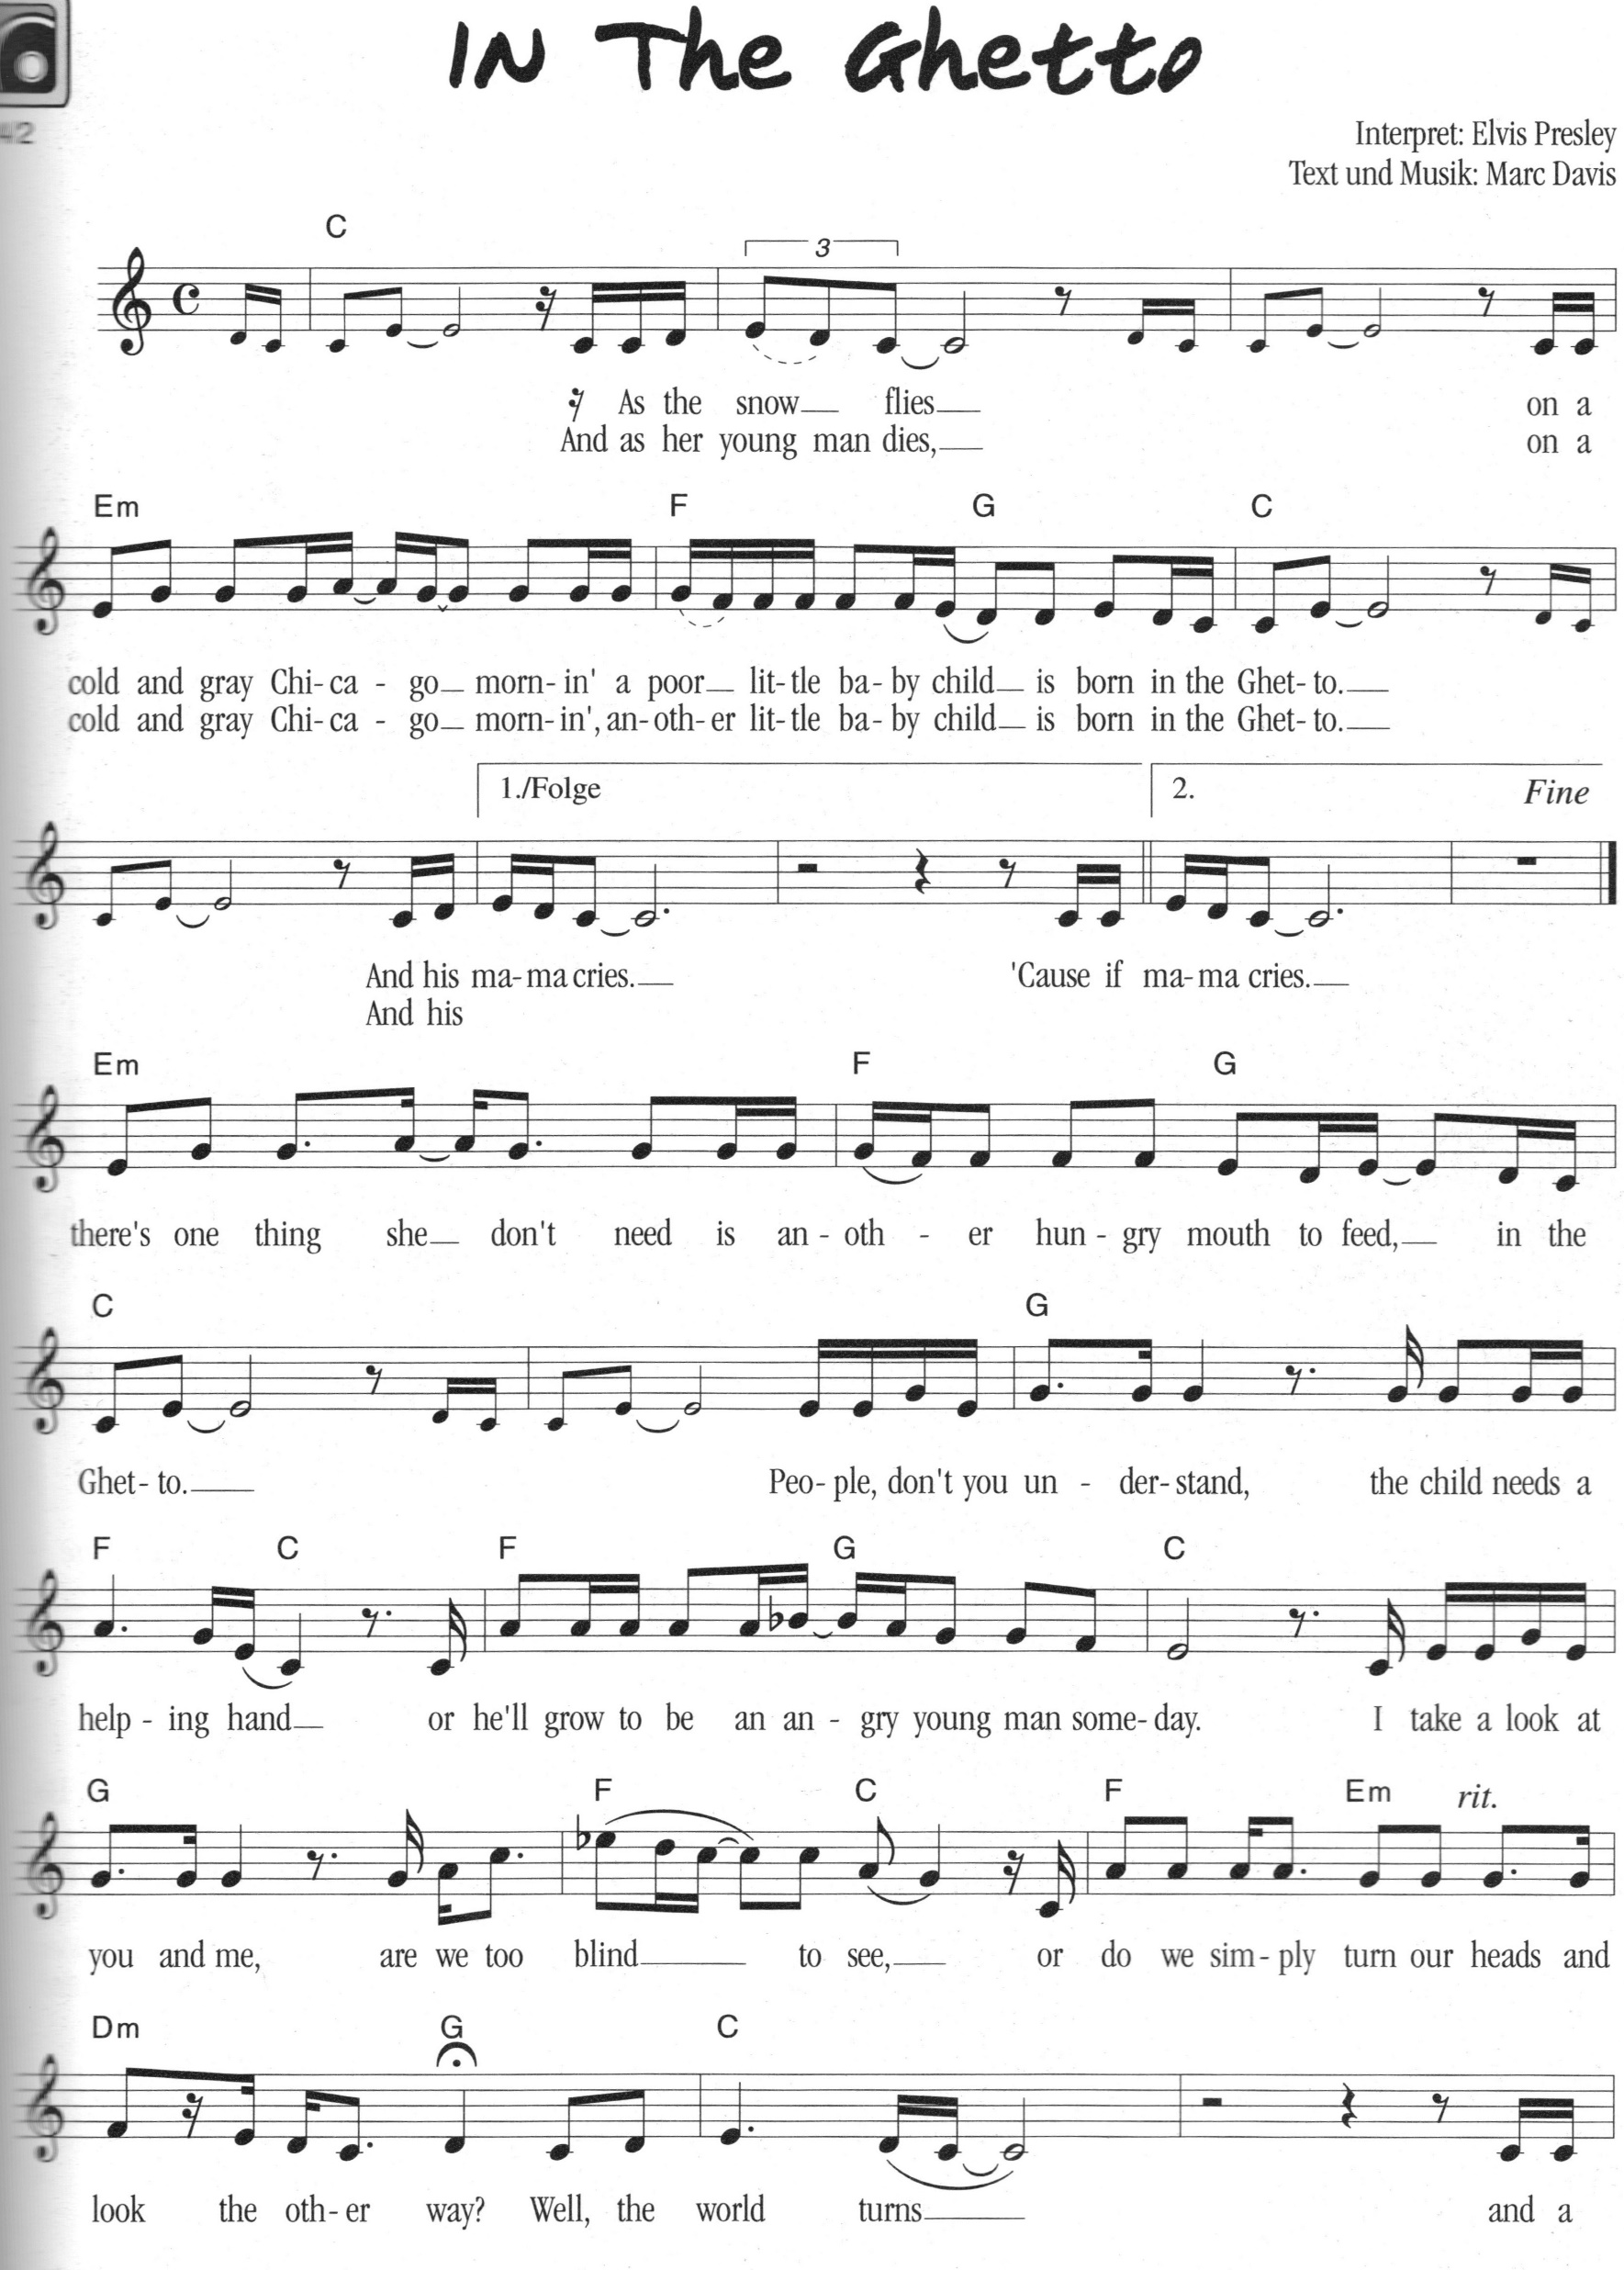 IN The Ghetto
42
Interpret: Elvis Presley
Text und Musik: Marc Davis
C
3
As the snow flies on a
And as her young man dies, on a
Em F G C
cold and gray Chi-ca - go morn-in' a poor lit-tle ba-by child is born in the Ghet-to.
cold and gray Chi-ca - go morn-in', an-oth-er lit-tle ba-by child is born in the Ghet-to.
1./Folge 2. Fine
And his ma-ma cries. 'Cause if ma-ma cries.
And his
Em F G
there's one thing she don't need is an - oth - er hun - gry mouth to feed, in the
C G
Ghet-to. Peo-ple, don't you un - der-stand, the child needs a
F C F G C
help - ing hand or he'll grow to be an an - gry young man some-day. I take a look at
G F C F Em rit.
you and me, are we too blind to see, or do we sim-ply turn our heads and
Dm G C
look the oth-er way? Well, the world turns and a